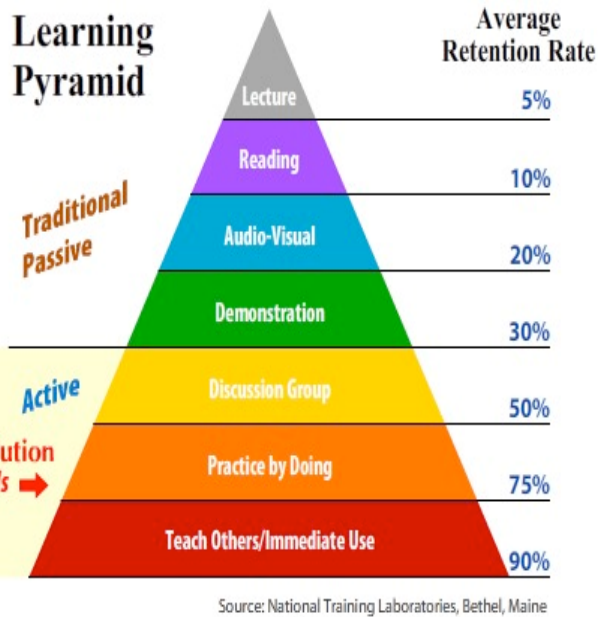 Learning
Pyramid
Average
Retention Rate
Lecture
5%
Reading
10%
Traditional
Passive
Audio-Visual
20%
Demonstration
30%
Active
Discussion Group
50%
Practice by Doing
75%
Teach Others/Immediate Use
90%
Source: National Training Laboratories, Bethel, Maine